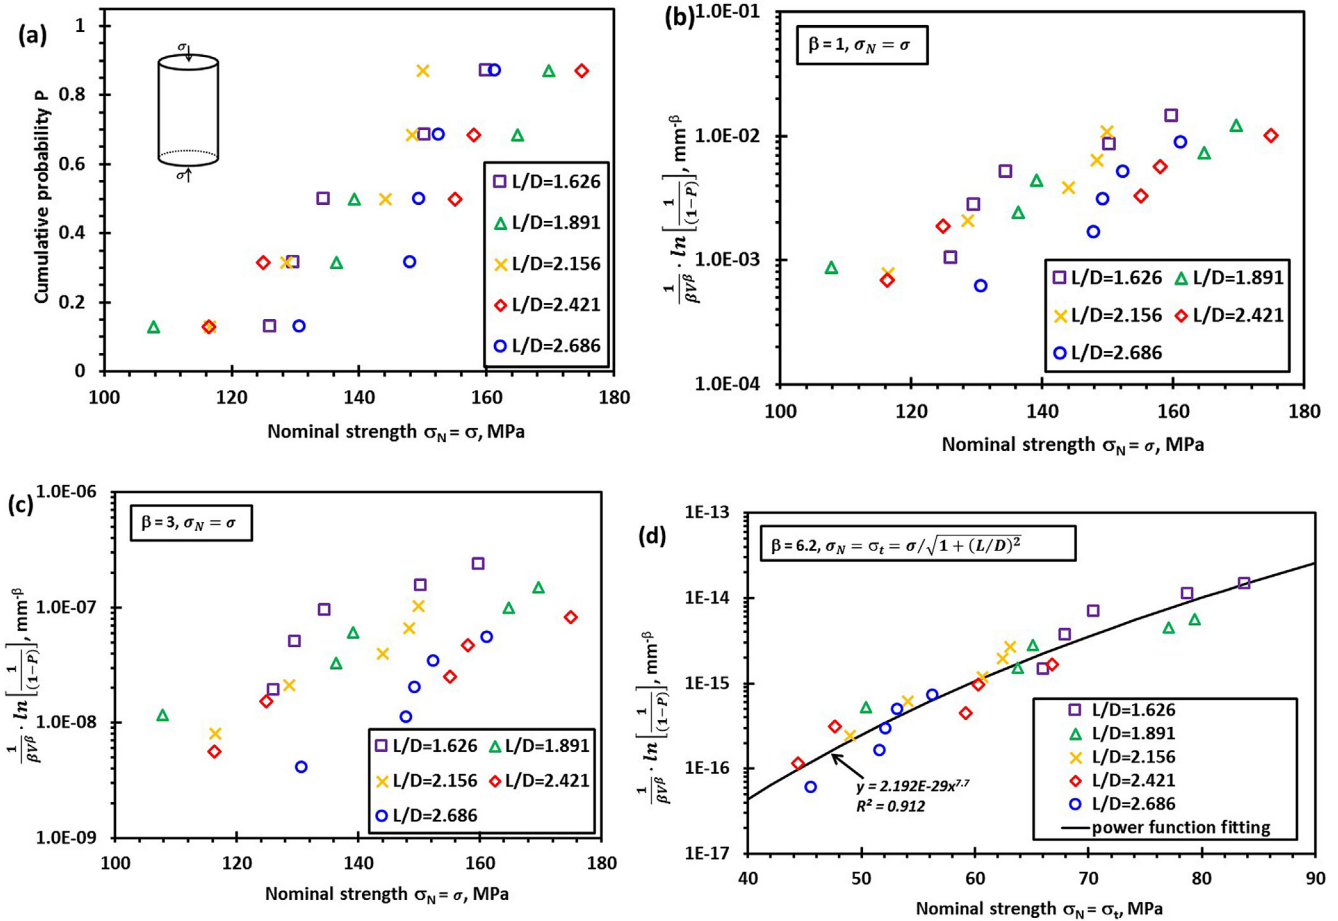 (a)
Cumulative probability P
1
0.8
0.6
0.4
0.2
0
σ
σ
L/D=1.626
L/D=1.891
L/D=2.156
L/D=2.421
L/D=2.686
100 120 140 160 180
Nominal strength σN = σ, MPa
(b)
1/(βV^β) · ln[1/(1−P)], mm-β
1.0E-01
1.0E-02
1.0E-03
1.0E-04
β = 1, σN = σ
L/D=1.626 L/D=1.891
L/D=2.156 L/D=2.421
L/D=2.686
100 120 140 160 180
Nominal strength σN = σ, MPa
(c)
1/(βV^β) · ln[1/(1−P)], mm-β
1.0E-06
1.0E-07
1.0E-08
1.0E-09
β = 3, σN = σ
L/D=1.626 L/D=1.891
L/D=2.156 L/D=2.421
L/D=2.686
100 120 140 160 180
Nominal strength σN = σ, MPa
(d)
1/(βV^β) · ln[1/(1−P)], mm-β
1E-13
1E-14
1E-15
1E-16
1E-17
β = 6.2, σN = σt = σ/√1 + (L/D)²
y = 2.192E-29x^7.7
R² = 0.912
L/D=1.626
L/D=1.891
L/D=2.156
L/D=2.421
L/D=2.686
power function fitting
40 50 60 70 80 90
Nominal strength σN = σt, MPa